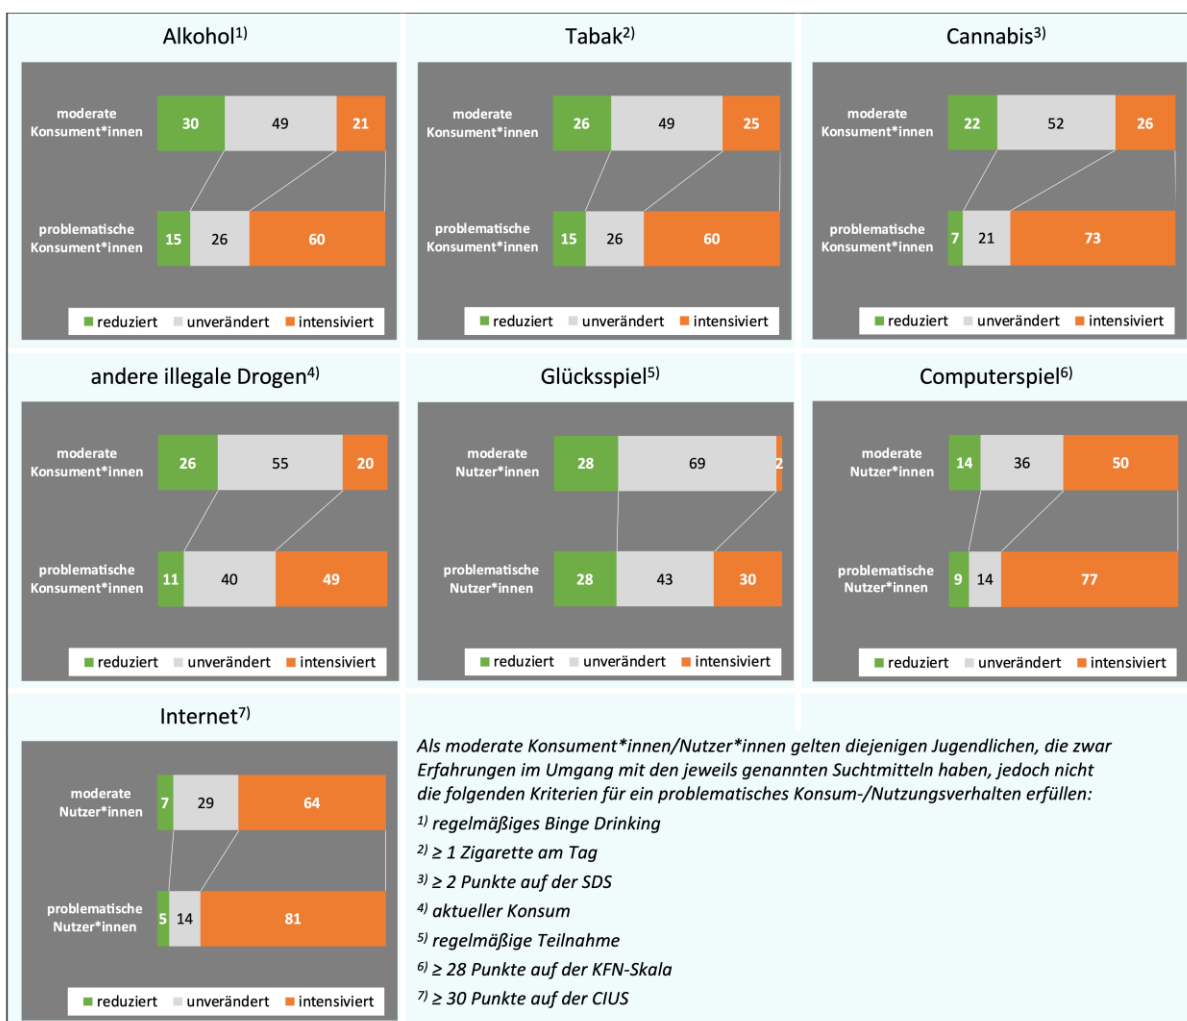 Alkohol1)
moderate
Konsument*innen
30 49 21
problematische
Konsument*innen
15 26 60
reduziert unverändert intensiviert
Tabak2)
moderate
Konsument*innen
26 49 25
problematische
Konsument*innen
15 26 60
reduziert unverändert intensiviert
Cannabis3)
moderate
Konsument*innen
22 52 26
problematische
Konsument*innen
7 21 73
reduziert unverändert intensiviert
andere illegale Drogen4)
moderate
Konsument*innen
26 55 20
problematische
Konsument*innen
11 40 49
reduziert unverändert intensiviert
Glücksspiel5)
moderate
Nutzer*innen
28 69 2
problematische
Nutzer*innen
28 43 30
reduziert unverändert intensiviert
Computerspiel6)
moderate
Nutzer*innen
14 36 50
problematische
Nutzer*innen
9 14 77
reduziert unverändert intensiviert
Internet7)
moderate
Nutzer*innen
7 29 64
problematische
Nutzer*innen
5 14 81
reduziert unverändert intensiviert
Als moderate Konsument*innen/Nutzer*innen gelten diejenigen Jugendlichen, die zwar
Erfahrungen im Umgang mit den jeweils genannten Suchtmitteln haben, jedoch nicht
die folgenden Kriterien für ein problematisches Konsum-/Nutzungsverhalten erfüllen:
1) regelmäßiges Binge Drinking
2) ≥ 1 Zigarette am Tag
3) ≥ 2 Punkte auf der SDS
4) aktueller Konsum
5) regelmäßige Teilnahme
6) ≥ 28 Punkte auf der KFN-Skala
7) ≥ 30 Punkte auf der CIUS